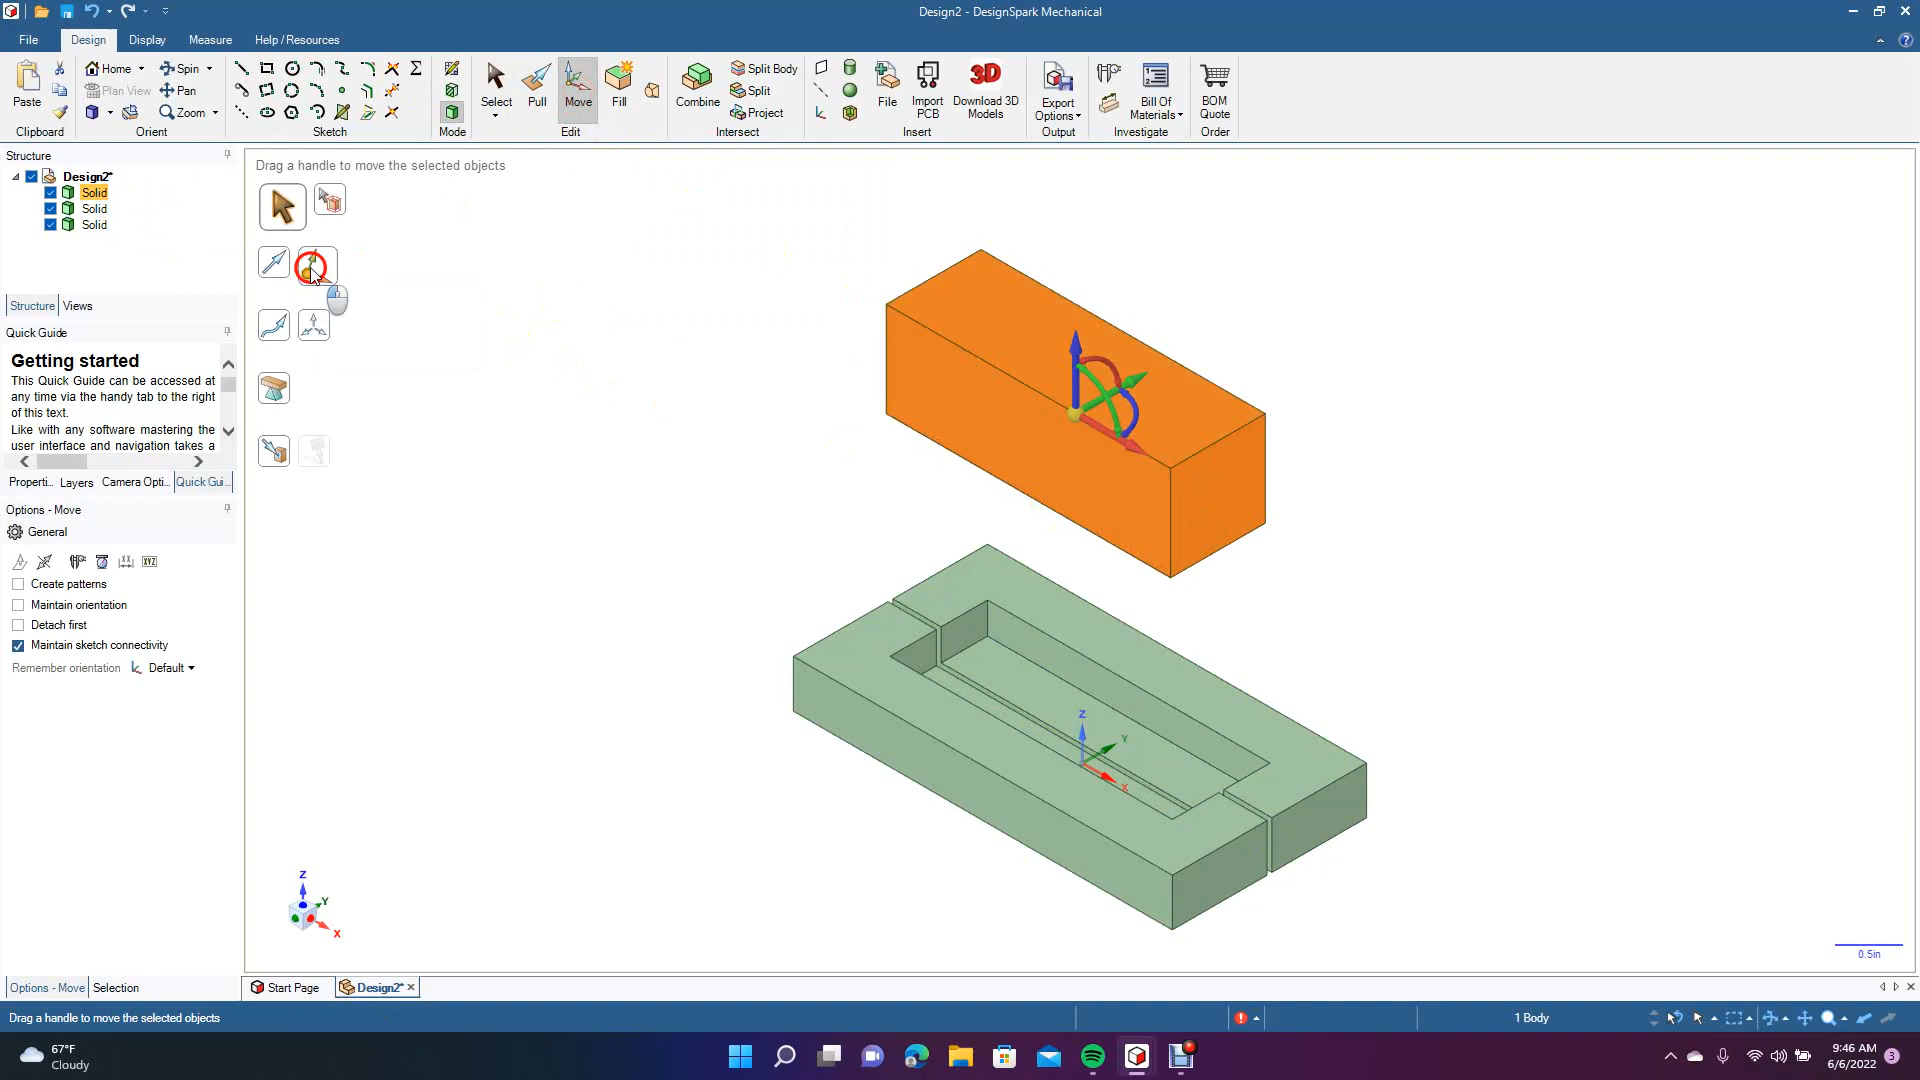 Design2 - DesignSpark Mechanical
File Design Display Measure Help / Resources
Paste
Clipboard
Home Spin
Plan View Pan
Zoom
Orient
Sketch
Mode
Select Pull Move Fill
Edit
Combine
Split Body
Split
Project
Intersect
File Import PCB Download 3D Models
Insert
Export Options
Output
Bill Of Materials
Investigate
BOM Quote
Order
Structure
Design2*
Solid
Solid
Solid
Structure Views
Quick Guide
Getting started
This Quick Guide can be accessed at
any time via the handy tab to the right
of this text.
Like with any software mastering the
user interface and navigation takes a
Properti... Layers Camera Opti... Quick Gui...
Options - Move
General
XYZ
Create patterns
Maintain orientation
Detach first
Maintain sketch connectivity
Remember orientation Default
Options - Move Selection
Drag a handle to move the selected objects
Z
Y
X
Z
Y
X
0.5in
Start Page Design2*
Drag a handle to move the selected objects
1 Body
67°F
Cloudy
9:46 AM
6/6/2022
3